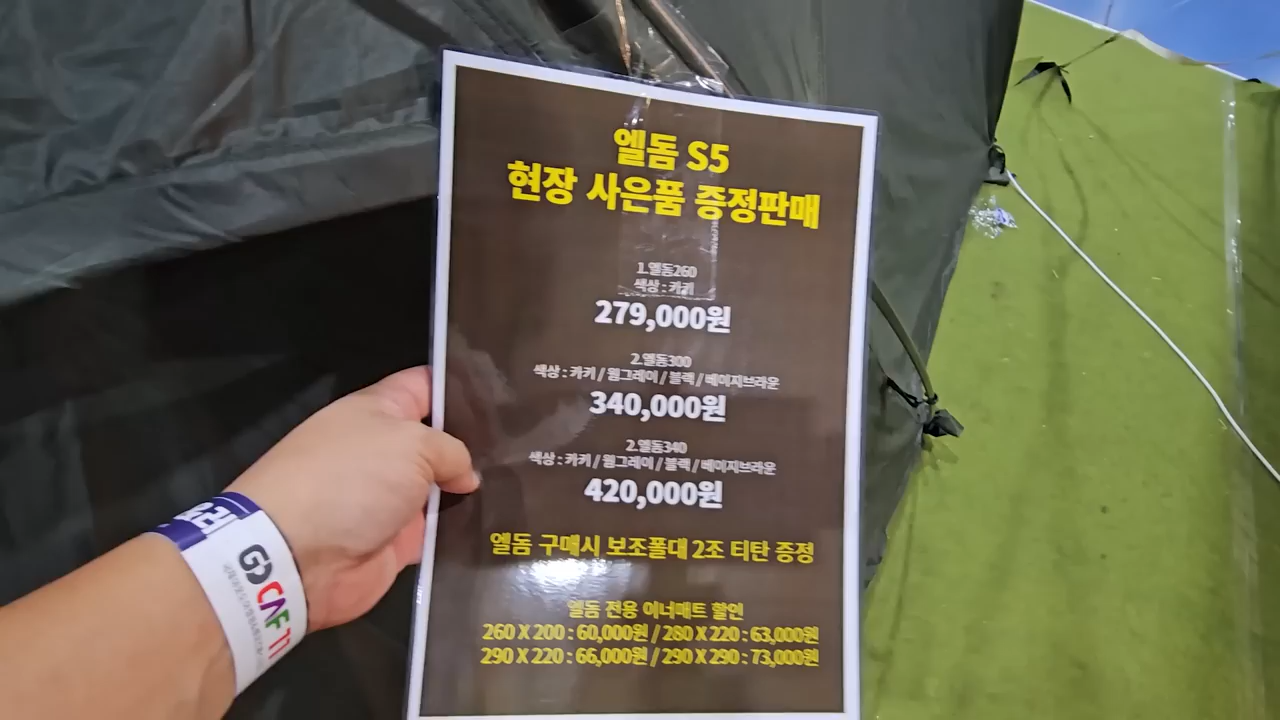 엘돔 S5
현장 사은품 증정판매
1.엘돔260
색상 : 카키
279,000원
2.엘돔300
색상 : 카키 / 웜그레이 / 블랙 / 베이지브라운
340,000원
2.엘돔340
색상 : 카키 / 웜그레이 / 블랙 / 베이지브라운
420,000원
엘돔 구매시 보조폴대 2조 티탄 증정
엘돔 전용 이너매트 할인
260 X 200 : 60,000원 / 280 X 220 : 63,000원
290 X 220 : 66,000원 / 290 X 290 : 73,000원
GOCAF